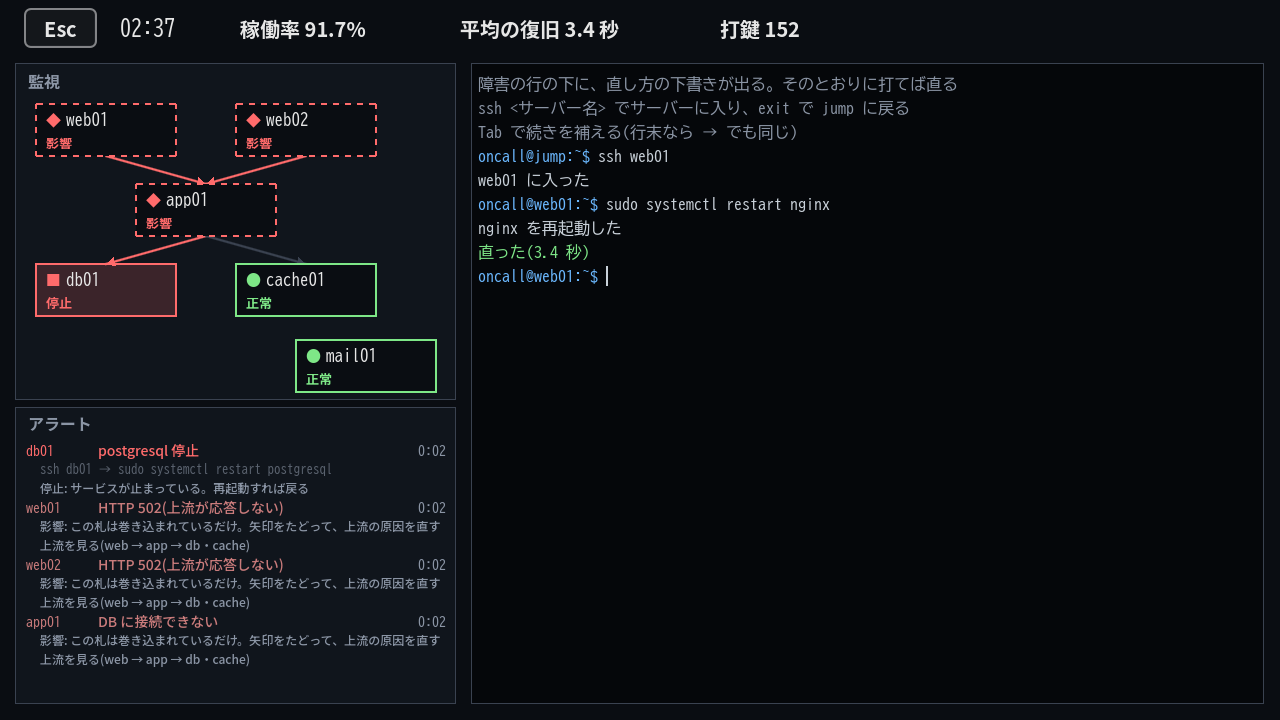 Esc 02:37 稼働率 91.7% 平均の復旧 3.4 秒 打鍵 152
監視
web01
影響
web02
影響
app01
影響
db01
停止
cache01
正常
mail01
正常
アラート
db01 postgresql 停止 0:02
ssh db01 → sudo systemctl restart postgresql
停止: サービスが止まっている。再起動すれば戻る
web01 HTTP 502(上流が応答しない) 0:02
影響: この札は巻き込まれているだけ。矢印をたどって、上流の原因を直す
上流を見る(web → app → db・cache)
web02 HTTP 502(上流が応答しない) 0:02
影響: この札は巻き込まれているだけ。矢印をたどって、上流の原因を直す
上流を見る(web → app → db・cache)
app01 DB に接続できない 0:02
影響: この札は巻き込まれているだけ。矢印をたどって、上流の原因を直す
上流を見る(web → app → db・cache)
障害の行の下に、直し方の下書きが出る。そのとおりに打てば直る
ssh <サーバー名> でサーバーに入り、exit で jump に戻る
Tab で続きを補える(行末なら → でも同じ)
oncall@jump:~$ ssh web01
web01 に入った
oncall@web01:~$ sudo systemctl restart nginx
nginx を再起動した
直った(3.4 秒)
oncall@web01:~$